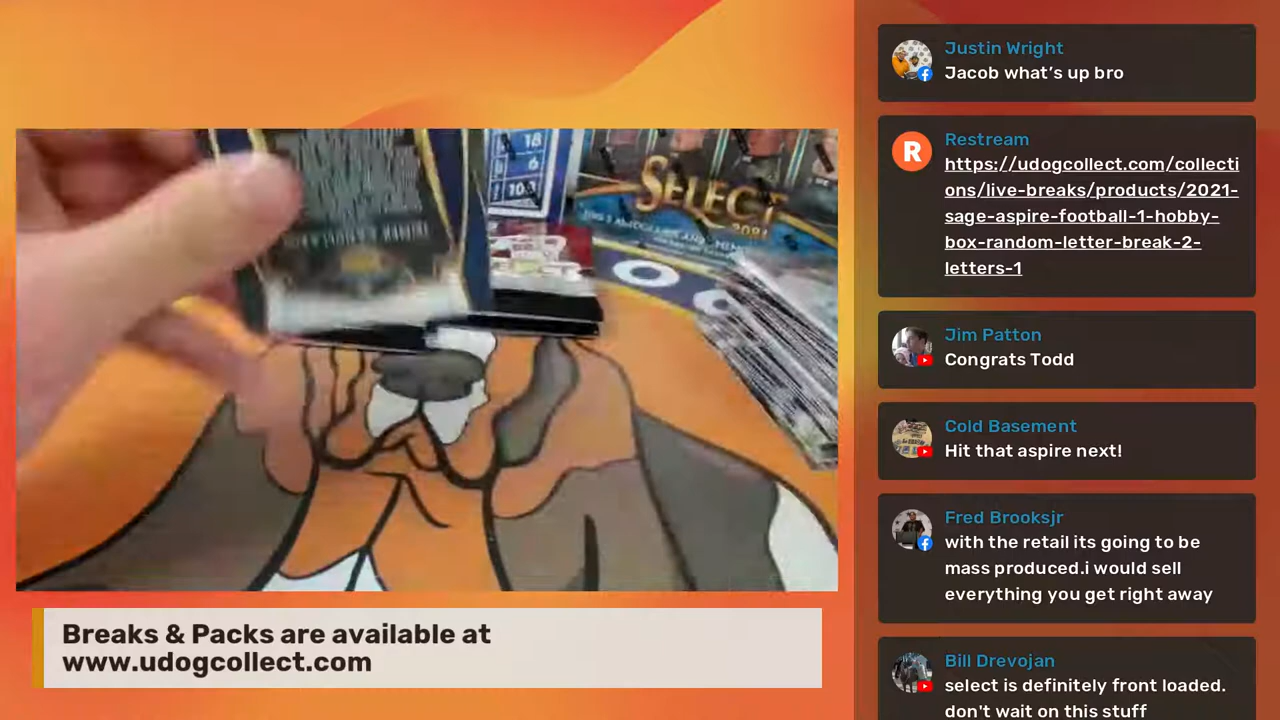 18
6
SELECT
2021
Breaks & Packs are available at
www.udogcollect.com
Justin Wright
Jacob what's up bro
R
Restream
https://udogcollect.com/collecti
ons/live-breaks/products/2021-
sage-aspire-football-1-hobby-
box-random-letter-break-2-
letters-1
Jim Patton
Congrats Todd
Cold Basement
Hit that aspire next!
Fred Brooksjr
with the retail its going to be
mass produced.i would sell
everything you get right away
Bill Drevojan
select is definitely front loaded.
don't wait on this stuff